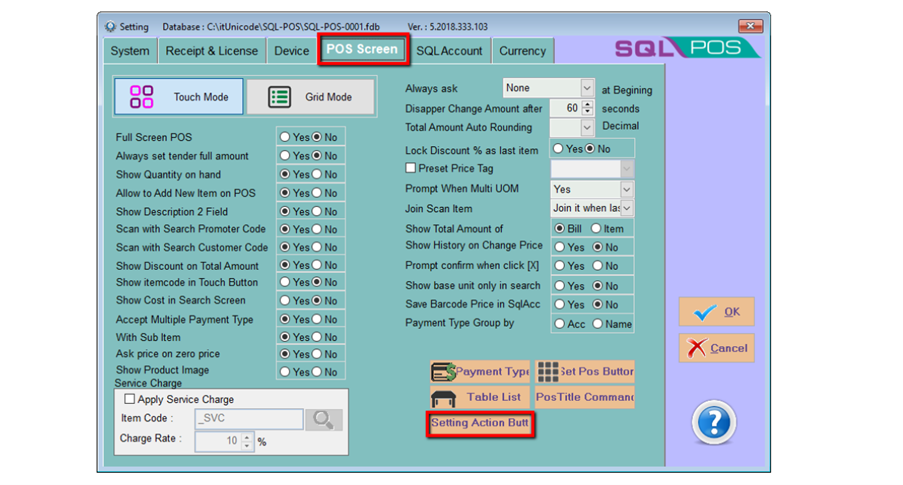 Setting Database : C:\itUnicode\SQL-POS\SQL-POS-0001.fdb Ver. : 5.2018.333.103
System Receipt & License Device POS Screen SQL Account Currency SQL POS
Touch Mode Grid Mode
Full Screen POS Yes No
Always set tender full amount Yes No
Show Quantity on hand Yes No
Allow to Add New Item on POS Yes No
Show Description 2 Field Yes No
Scan with Search Promoter Code Yes No
Scan with Search Customer Code Yes No
Show Discount on Total Amount Yes No
Show itemcode in Touch Button Yes No
Show Cost in Search Screen Yes No
Accept Multiple Payment Type Yes No
With Sub Item Yes No
Ask price on zero price Yes No
Show Product Image Yes No
Service Charge
Apply Service Charge
Item Code : _SVC
Charge Rate : 10 %
Always ask None at Begining
Disapper Change Amount after 60 seconds
Total Amount Auto Rounding Decimal
Lock Discount % as last item Yes No
Preset Price Tag
Prompt When Multi UOM Yes
Join Scan Item Join it when las
Show Total Amount of Bill Item
Show History on Change Price Yes No
Prompt confirm when click [X] Yes No
Show base unit only in search Yes No
Save Barcode Price in SqlAcc Yes No
Payment Type Group by Acc Name
Payment Type Set Pos Button
Table List PosTitle Command
Setting Action Butt
OK
Cancel
?